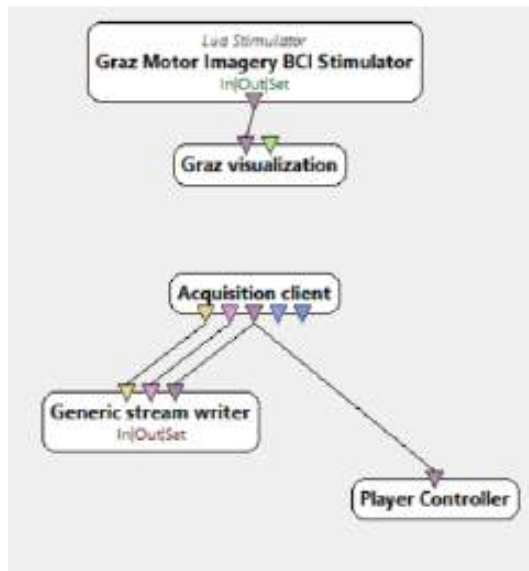 Lua Stimulator
Graz Motor Imagery BCI Stimulator
In|Out|Set
Graz visualization
Acquisition client
Generic stream writer
In|Out|Set
Player Controller